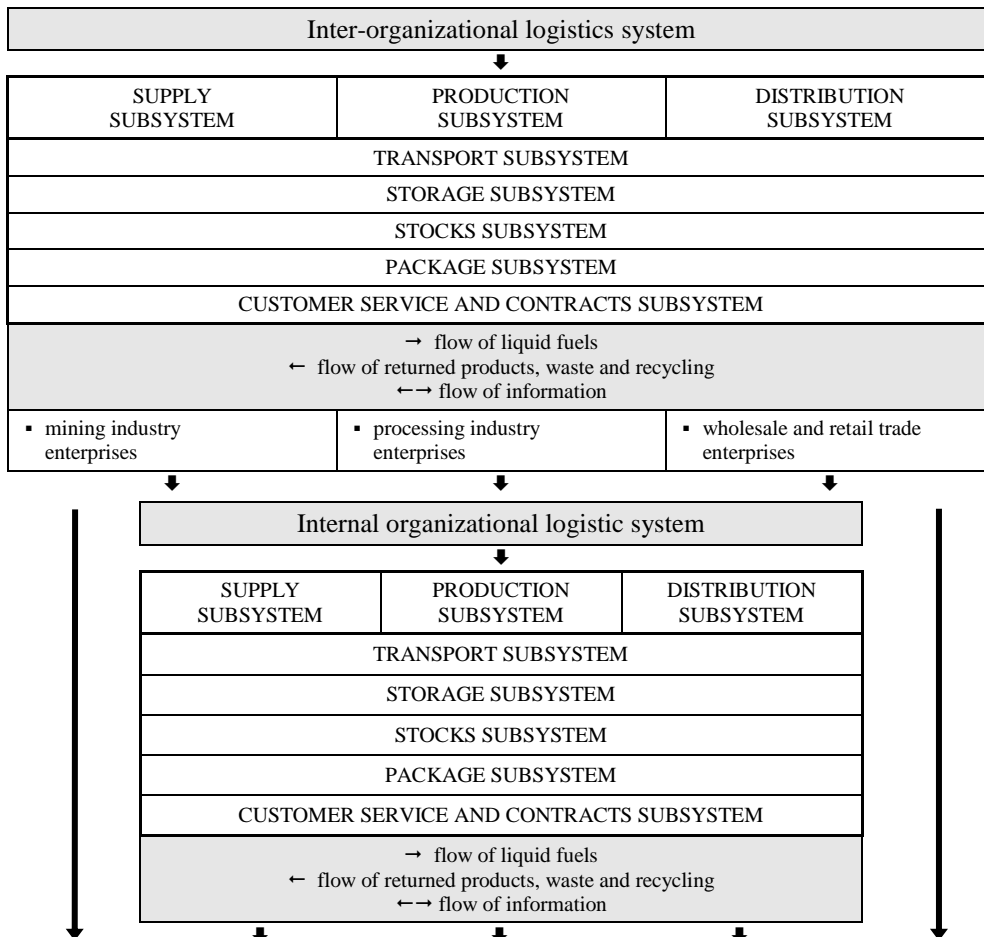 Inter-organizational logistics system
SUPPLY
SUBSYSTEM
PRODUCTION
SUBSYSTEM
DISTRIBUTION
SUBSYSTEM
TRANSPORT SUBSYSTEM
STORAGE SUBSYSTEM
STOCKS SUBSYSTEM
PACKAGE SUBSYSTEM
CUSTOMER SERVICE AND CONTRACTS SUBSYSTEM
→ flow of liquid fuels
← flow of returned products, waste and recycling
←→ flow of information
▪ mining industry
enterprises
▪ processing industry
enterprises
▪ wholesale and retail trade
enterprises
Internal organizational logistic system
SUPPLY
SUBSYSTEM
PRODUCTION
SUBSYSTEM
DISTRIBUTION
SUBSYSTEM
TRANSPORT SUBSYSTEM
STORAGE SUBSYSTEM
STOCKS SUBSYSTEM
PACKAGE SUBSYSTEM
CUSTOMER SERVICE AND CONTRACTS SUBSYSTEM
→ flow of liquid fuels
← flow of returned products, waste and recycling
←→ flow of information